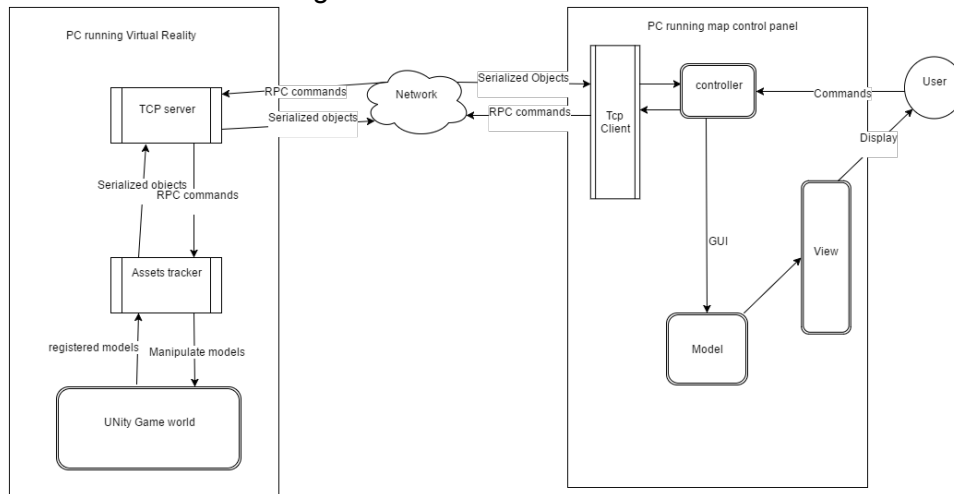 PC running Virtual Reality
PC running map control panel
TCP server
RPC commands
Serialized objects
Network
Serialized Objects
RPC commands
Tcp
Client
controller
Commands
User
Display
Serialized objects
RPC commands
Assets tracker
registered models
Manipulate models
UNity Game world
GUI
View
Model